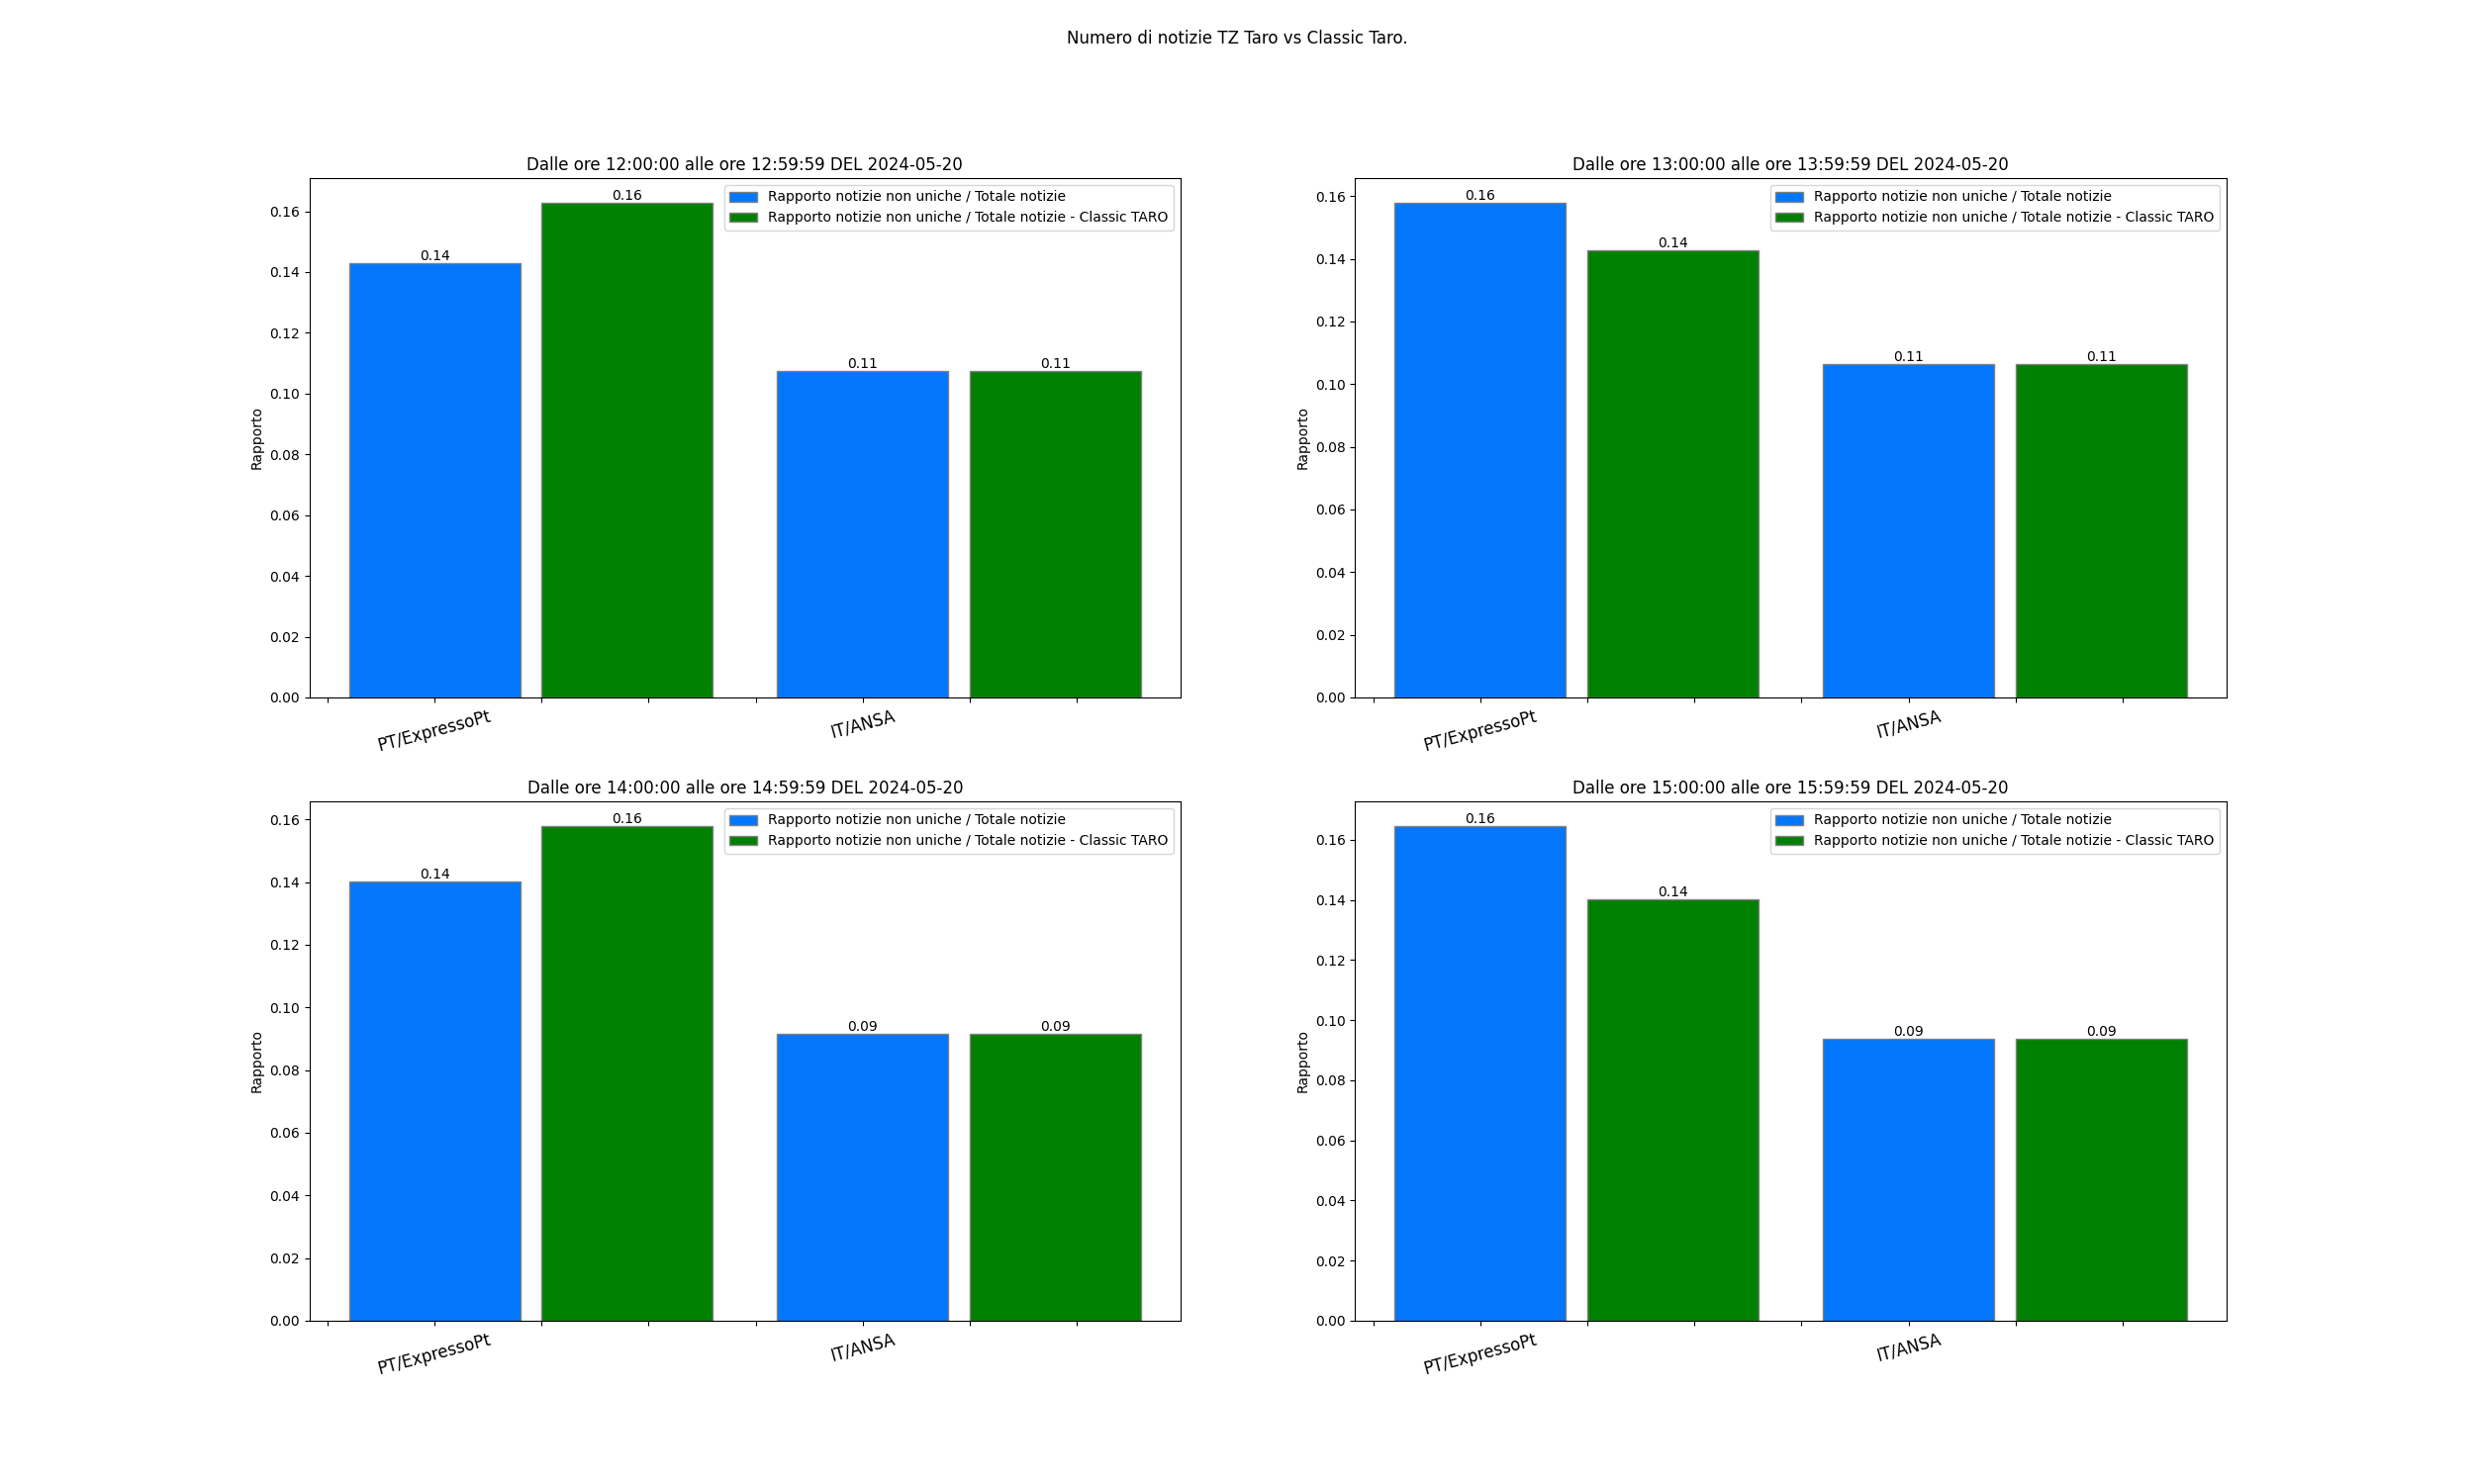 Numero di notizie TZ Taro vs Classic Taro.
Dalle ore 12:00:00 alle ore 12:59:59 DEL 2024-05-20
Rapporto notizie non uniche / Totale notizie
Rapporto notizie non uniche / Totale notizie - Classic TARO
0.16
0.14
0.11
0.11
0.16
0.14
0.12
0.10
0.08
0.06
0.04
0.02
0.00
Rapporto
PT/ExpressoPt
IT/ANSA
Dalle ore 13:00:00 alle ore 13:59:59 DEL 2024-05-20
Rapporto notizie non uniche / Totale notizie
Rapporto notizie non uniche / Totale notizie - Classic TARO
0.16
0.14
0.11
0.11
0.16
0.14
0.12
0.10
0.08
0.06
0.04
0.02
0.00
Rapporto
PT/ExpressoPt
IT/ANSA
Dalle ore 14:00:00 alle ore 14:59:59 DEL 2024-05-20
Rapporto notizie non uniche / Totale notizie
Rapporto notizie non uniche / Totale notizie - Classic TARO
0.16
0.14
0.09
0.09
0.16
0.14
0.12
0.10
0.08
0.06
0.04
0.02
0.00
Rapporto
PT/ExpressoPt
IT/ANSA
Dalle ore 15:00:00 alle ore 15:59:59 DEL 2024-05-20
Rapporto notizie non uniche / Totale notizie
Rapporto notizie non uniche / Totale notizie - Classic TARO
0.16
0.14
0.09
0.09
0.16
0.14
0.12
0.10
0.08
0.06
0.04
0.02
0.00
Rapporto
PT/ExpressoPt
IT/ANSA